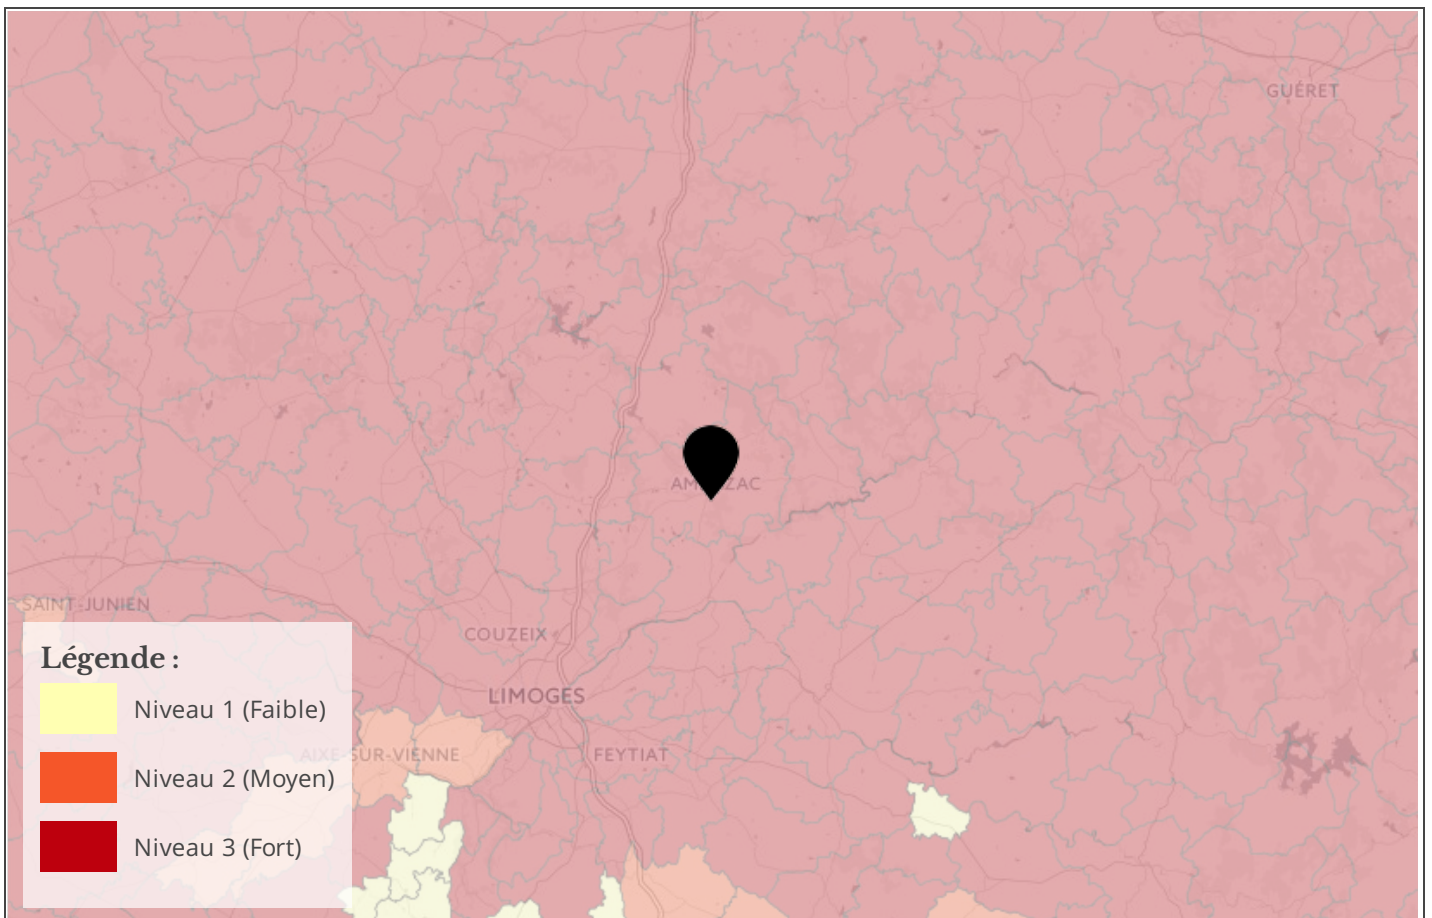 GUÉRET
SAINT-JUNIEN
COUZEIX
LIMOGES
AIXE-SUR-VIENNE
FEYTIAT
Légende :
Niveau 1 (Faible)
Niveau 2 (Moyen)
Niveau 3 (Fort)